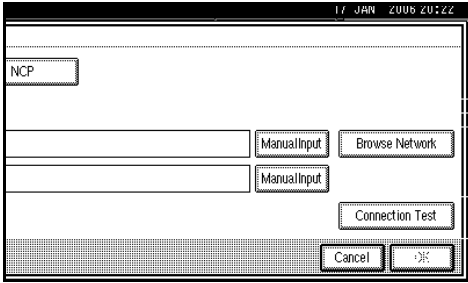 17 JAN 2006 20:22
NCP
ManualInput Browse Network
ManualInput
Connection Test
Cancel OK